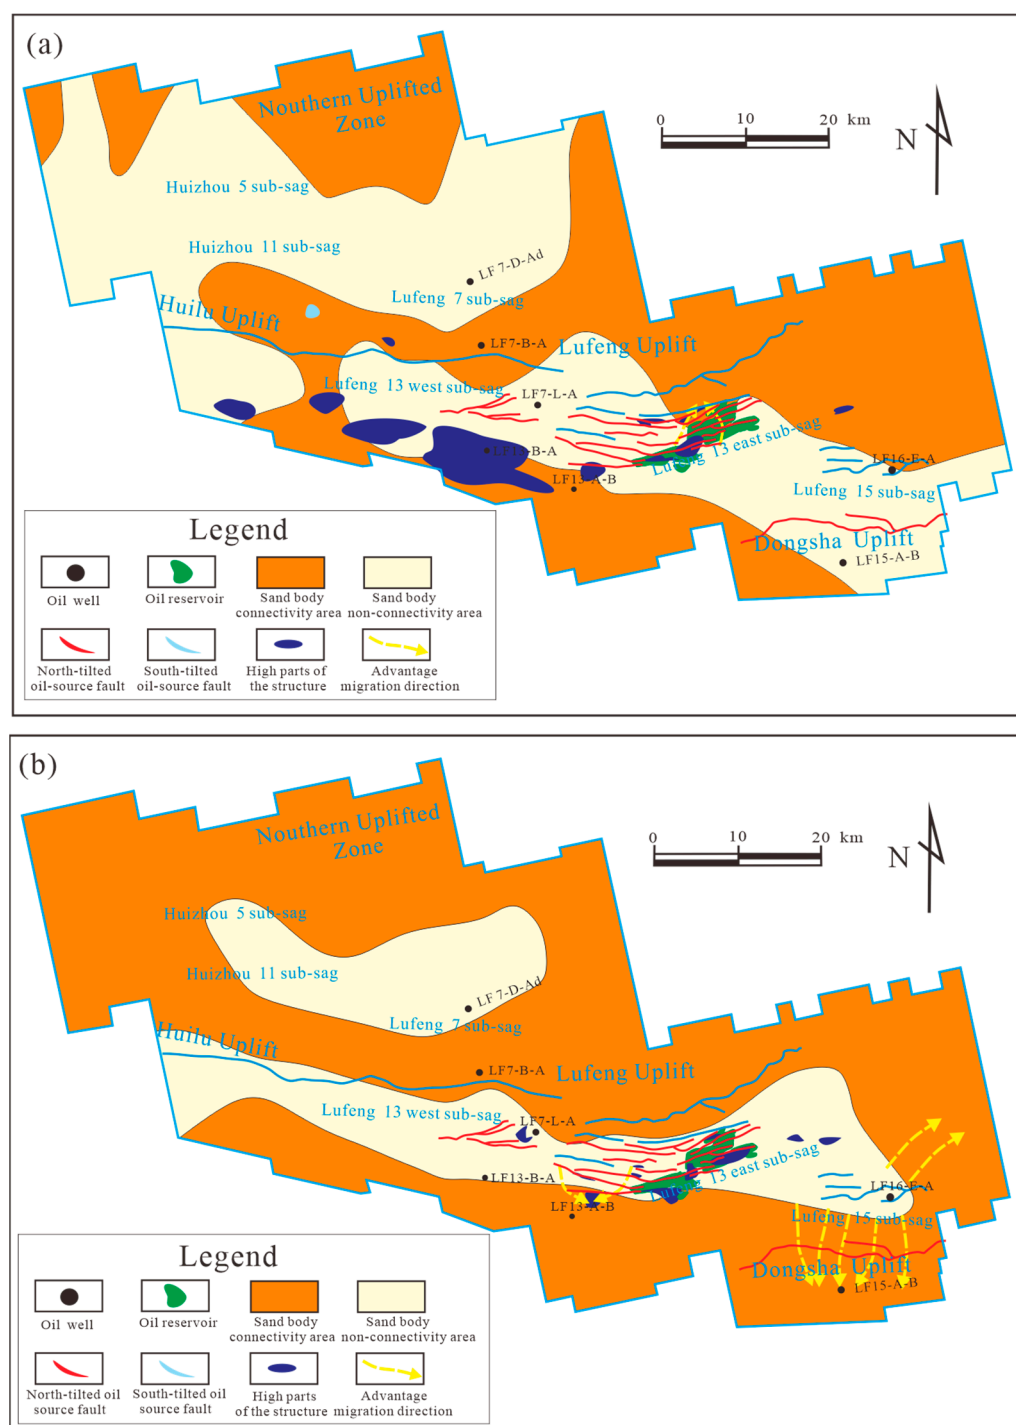 (a)
Nouthern Uplifted
Zone
0 10 20 km
N
Huizhou 5 sub-sag
Huizhou 11 sub-sag
LF 7-D-Ad
Lufeng 7 sub-sag
Huilu Uplift
LF7-B-A
Lufeng Uplift
Lufeng 13 west sub-sag
LF7-L-A
Lufeng 13 east sub-sag
LF13-B-A
LF16-E-A
LF13-A-B
Lufeng 15 sub-sag
Dongsha Uplift
LF15-A-B
Legend
Oil well
Oil reservoir
Sand body
connectivity area
Sand body
non-connectivity area
North-tilted
oil-source fault
South-tilted
oil-source fault
High parts of
the structure
Advantage
migration direction
(b)
Nouthern Uplifted
Zone
0 10 20 km
N
Huizhou 5 sub-sag
Huizhou 11 sub-sag
LF 7-D-Ad
Lufeng 7 sub-sag
Huilu Uplift
LF7-B-A
Lufeng Uplift
Lufeng 13 west sub-sag
LF7-L-A
Lufeng 13 east sub-sag
LF13-B-A
LF16-E-A
LF13-A-B
Lufeng 15 sub-sag
Dongsha Uplift
LF15-A-B
Legend
Oil well
Oil reservoir
Sand body
connectivity area
Sand body
non-connectivity area
North-tilted oil
source fault
South-tilted oil
source fault
High parts
of the structure
Advantage
migration direction